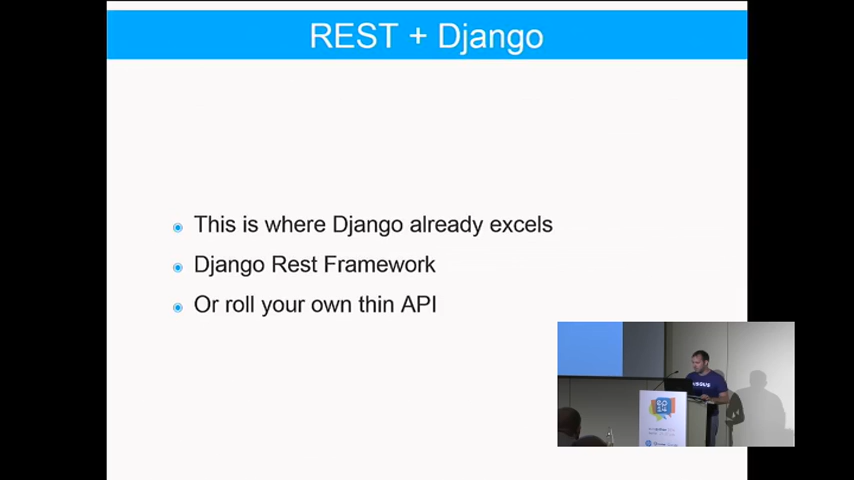 REST + Django
This is where Django already excels
Django Rest Framework
Or roll your own thin API